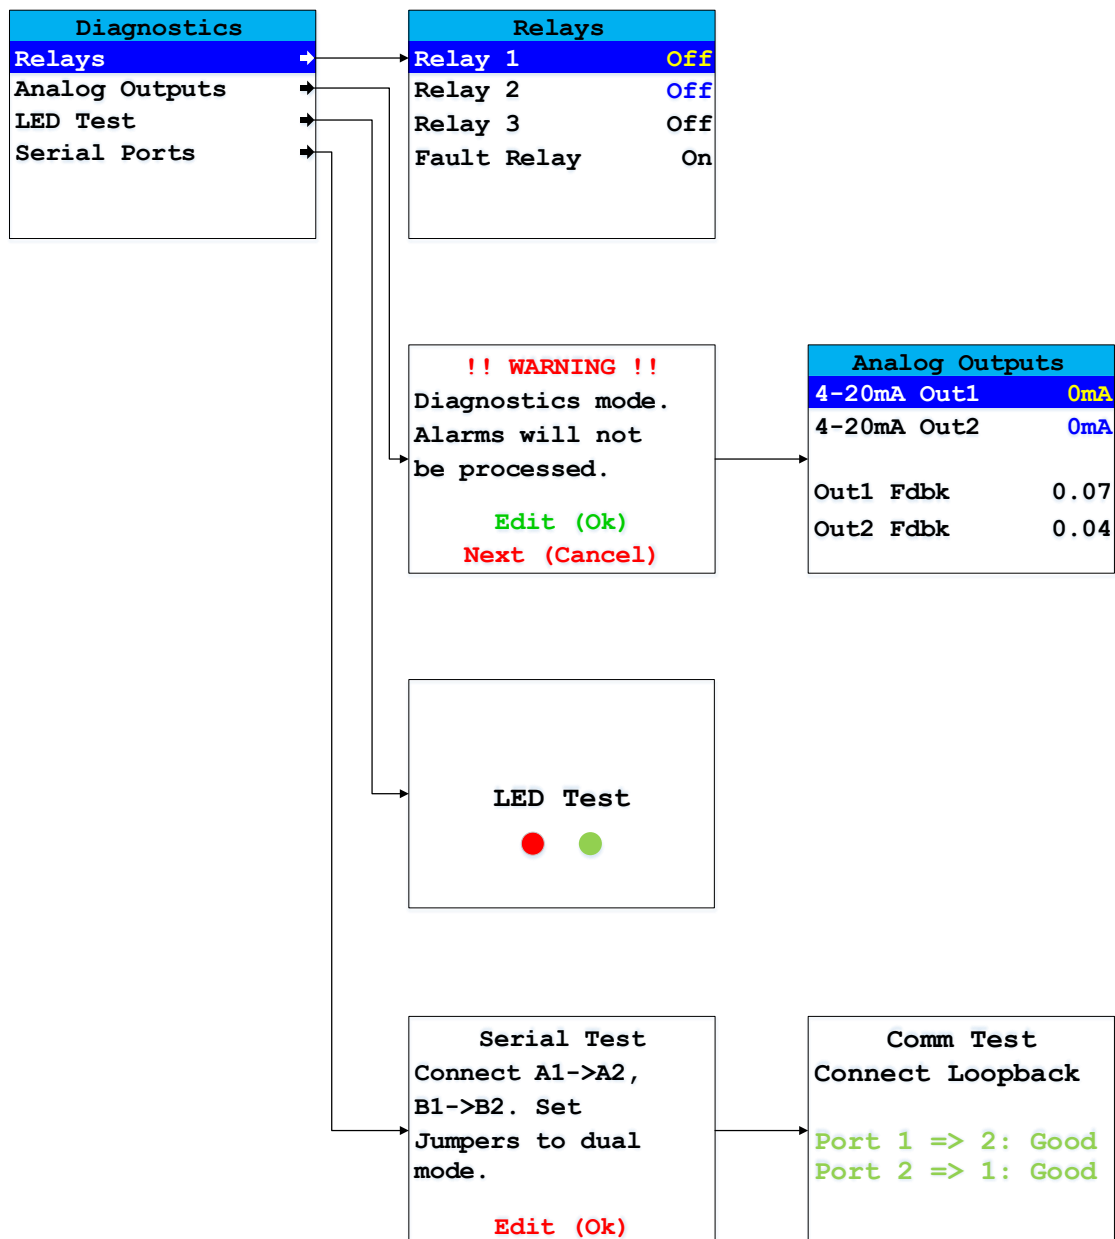 Diagnostics
Relays
Analog Outputs
LED Test
Serial Ports
Relays
Relay 1 Off
Relay 2 Off
Relay 3 Off
Fault Relay On
!! WARNING !!
Diagnostics mode.
Alarms will not
be processed.
Edit (Ok)
Next (Cancel)
Analog Outputs
4-20mA Out1 0mA
4-20mA Out2 0mA
Out1 Fdbk 0.07
Out2 Fdbk 0.04
LED Test
Serial Test
Connect A1->A2,
B1->B2. Set
Jumpers to dual
mode.
Edit (Ok)
Comm Test
Connect Loopback
Port 1 => 2: Good
Port 2 => 1: Good